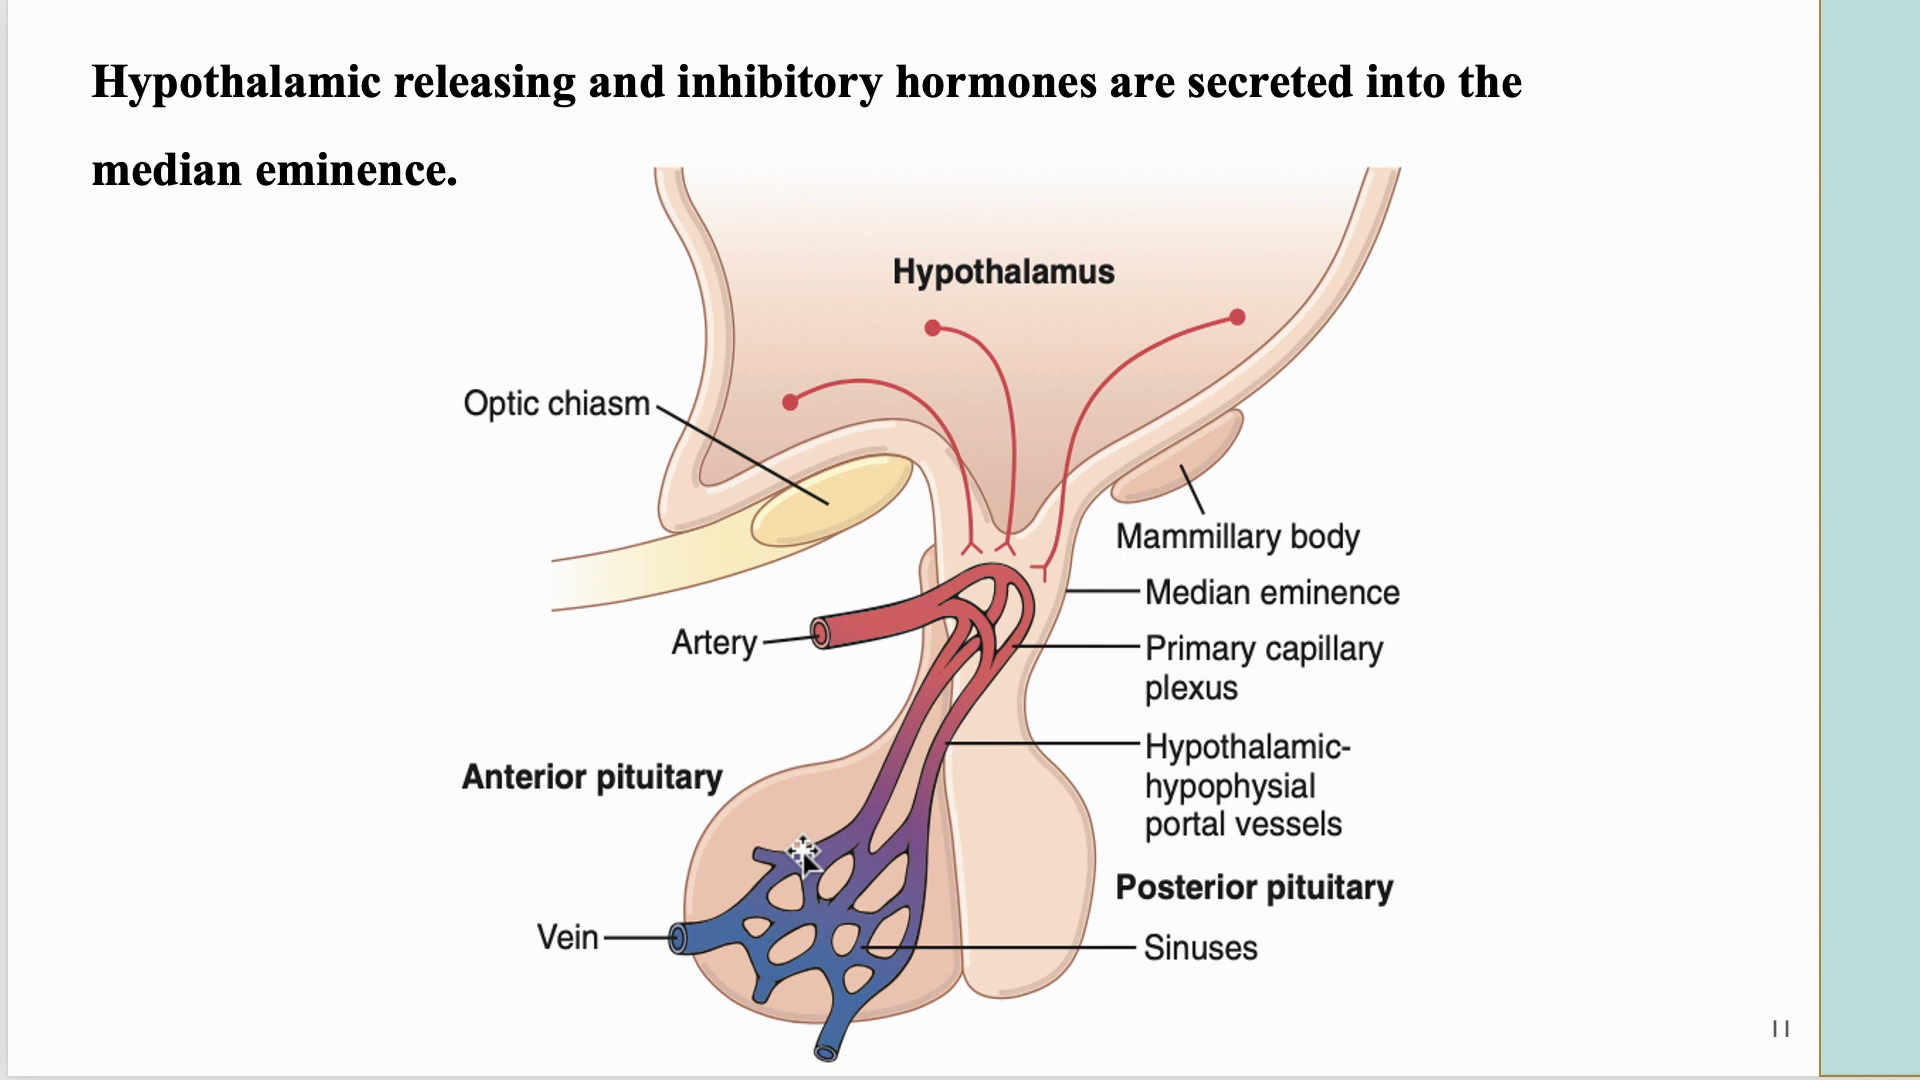 Hypothalamic releasing and inhibitory hormones are secreted into the
median eminence.
Hypothalamus
Optic chiasm
Mammillary body
Median eminence
Artery
Primary capillary
plexus
Hypothalamic-
hypophysial
portal vessels
Anterior pituitary
Posterior pituitary
Vein
Sinuses
11